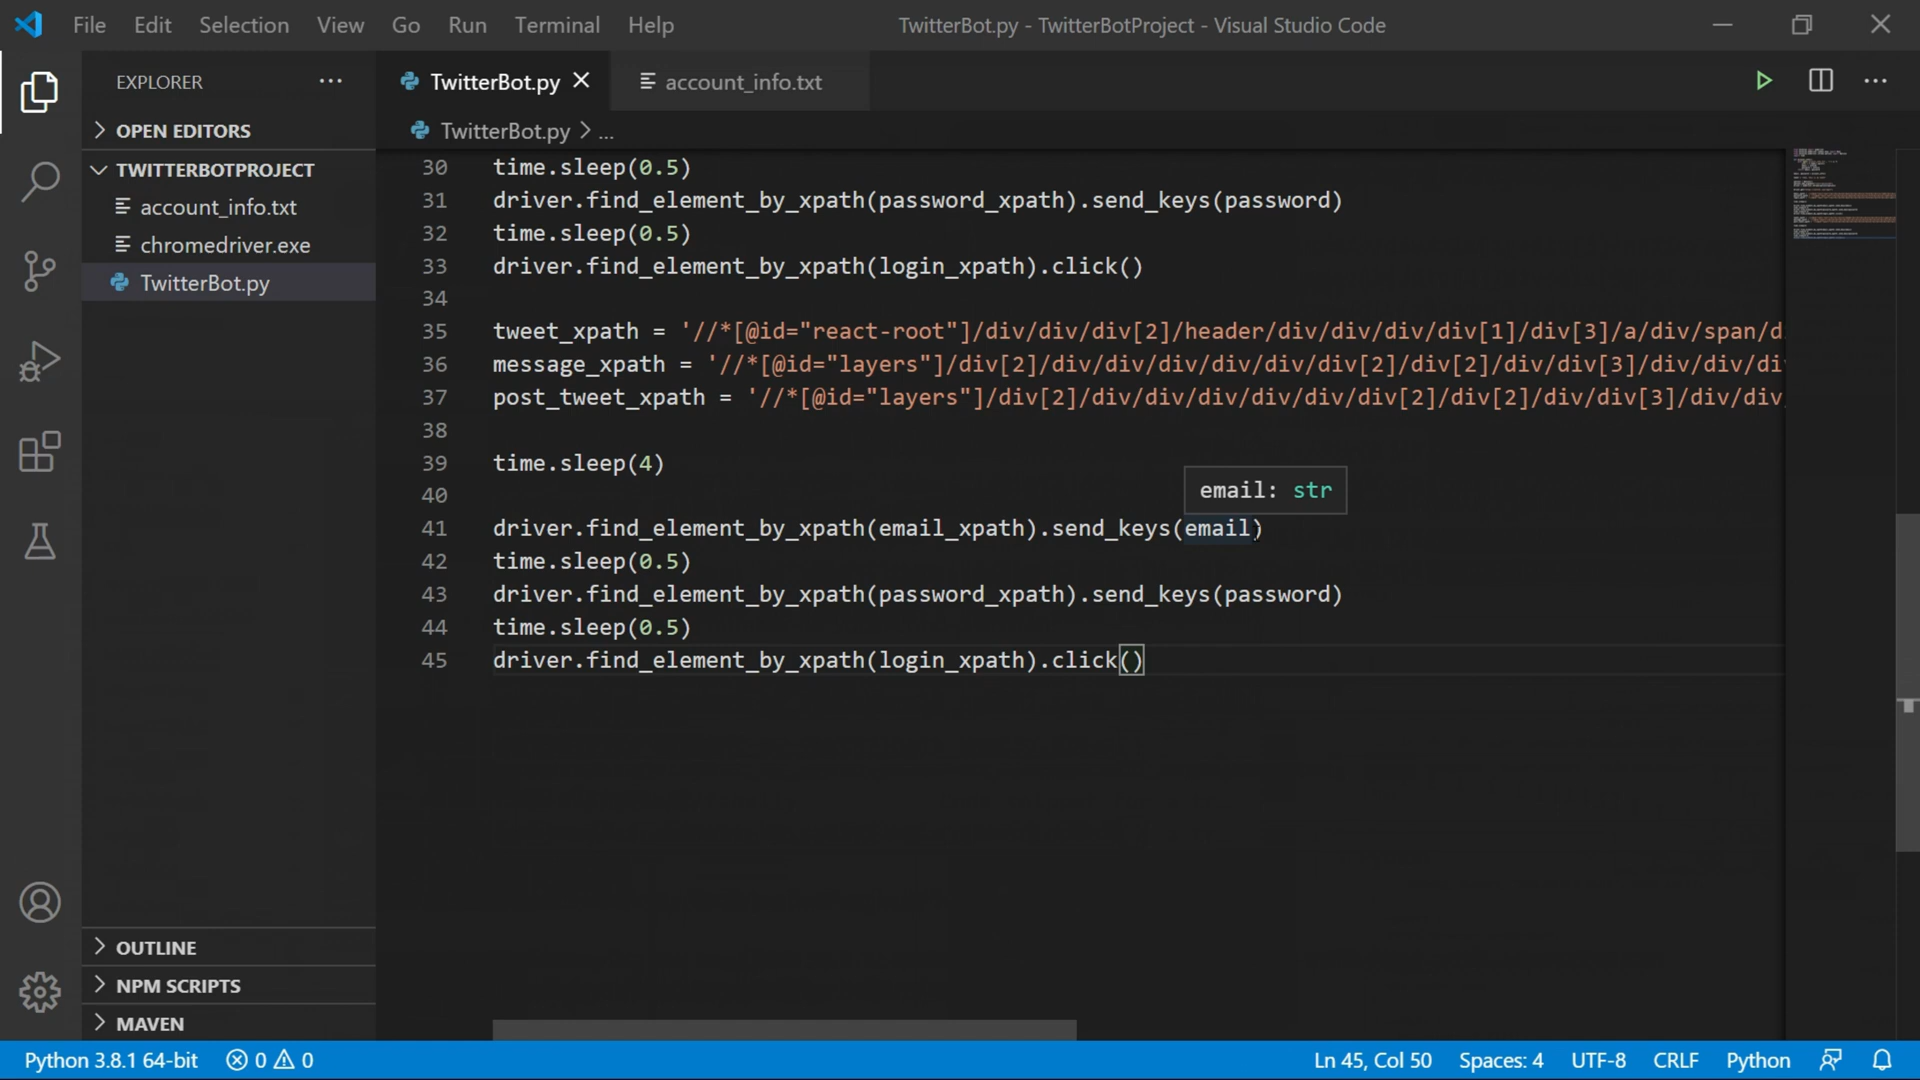 File Edit Selection View Go Run Terminal Help TwitterBot.py - TwitterBotProject - Visual Studio Code
EXPLORER
OPEN EDITORS
TWITTERBOTPROJECT
account_info.txt
chromedriver.exe
TwitterBot.py
OUTLINE
NPM SCRIPTS
MAVEN
TwitterBot.py account_info.txt
TwitterBot.py > ...
30 time.sleep(0.5)
31 driver.find_element_by_xpath(password_xpath).send_keys(password)
32 time.sleep(0.5)
33 driver.find_element_by_xpath(login_xpath).click()
34
35 tweet_xpath = '//*[@id="react-root"]/div/div/div[2]/header/div/div/div/div[1]/div[3]/a/div/span/d
36 message_xpath = '//*[@id="layers"]/div[2]/div/div/div/div/div/div[2]/div[2]/div/div[3]/div/div/di
37 post_tweet_xpath = '//*[@id="layers"]/div[2]/div/div/div/div/div/div[2]/div[2]/div/div[3]/div/div/
38
39 time.sleep(4)
40
email: str
41 driver.find_element_by_xpath(email_xpath).send_keys(email)
42 time.sleep(0.5)
43 driver.find_element_by_xpath(password_xpath).send_keys(password)
44 time.sleep(0.5)
45 driver.find_element_by_xpath(login_xpath).click()
Python 3.8.1 64-bit 0 0 Ln 45, Col 50 Spaces: 4 UTF-8 CRLF Python